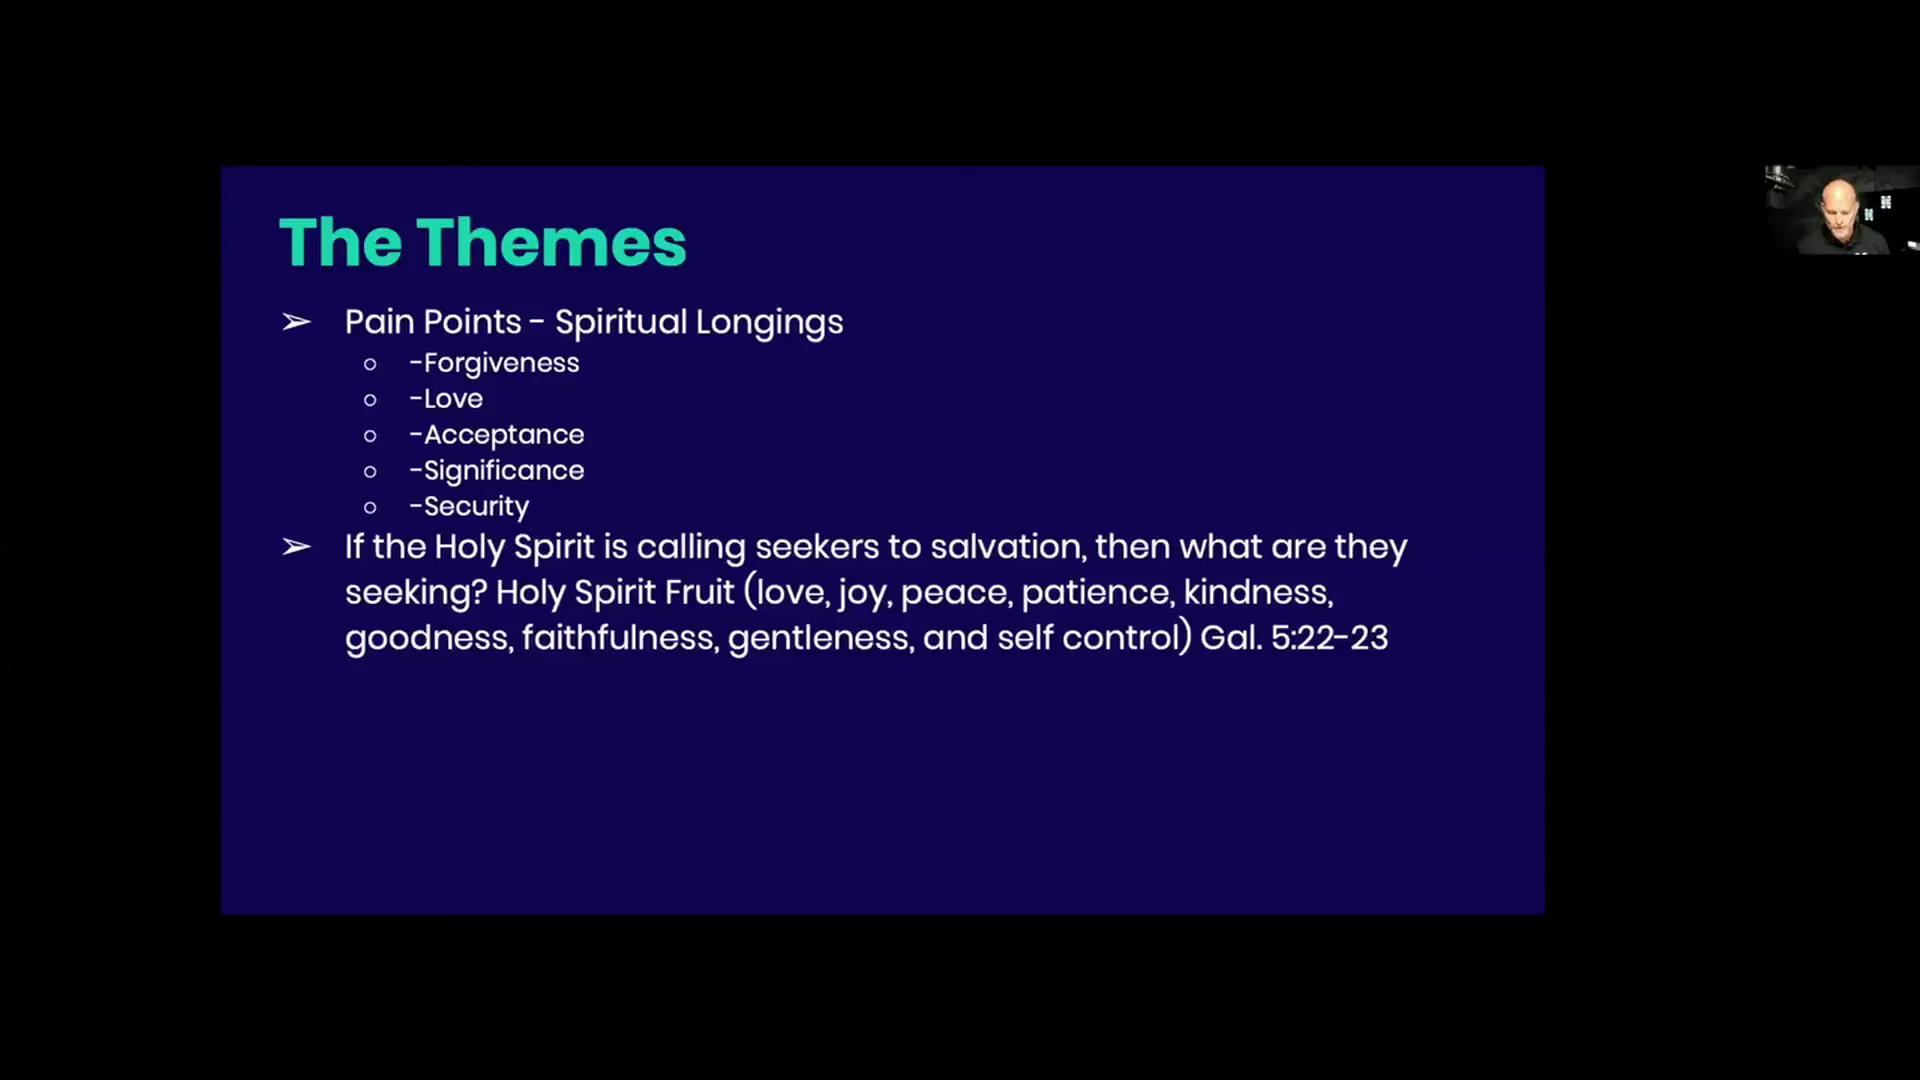 The Themes
➢ Pain Points - Spiritual Longings
○ -Forgiveness
○ -Love
○ -Acceptance
○ -Significance
○ -Security
➢ If the Holy Spirit is calling seekers to salvation, then what are they
seeking? Holy Spirit Fruit (love, joy, peace, patience, kindness,
goodness, faithfulness, gentleness, and self control) Gal. 5:22-23